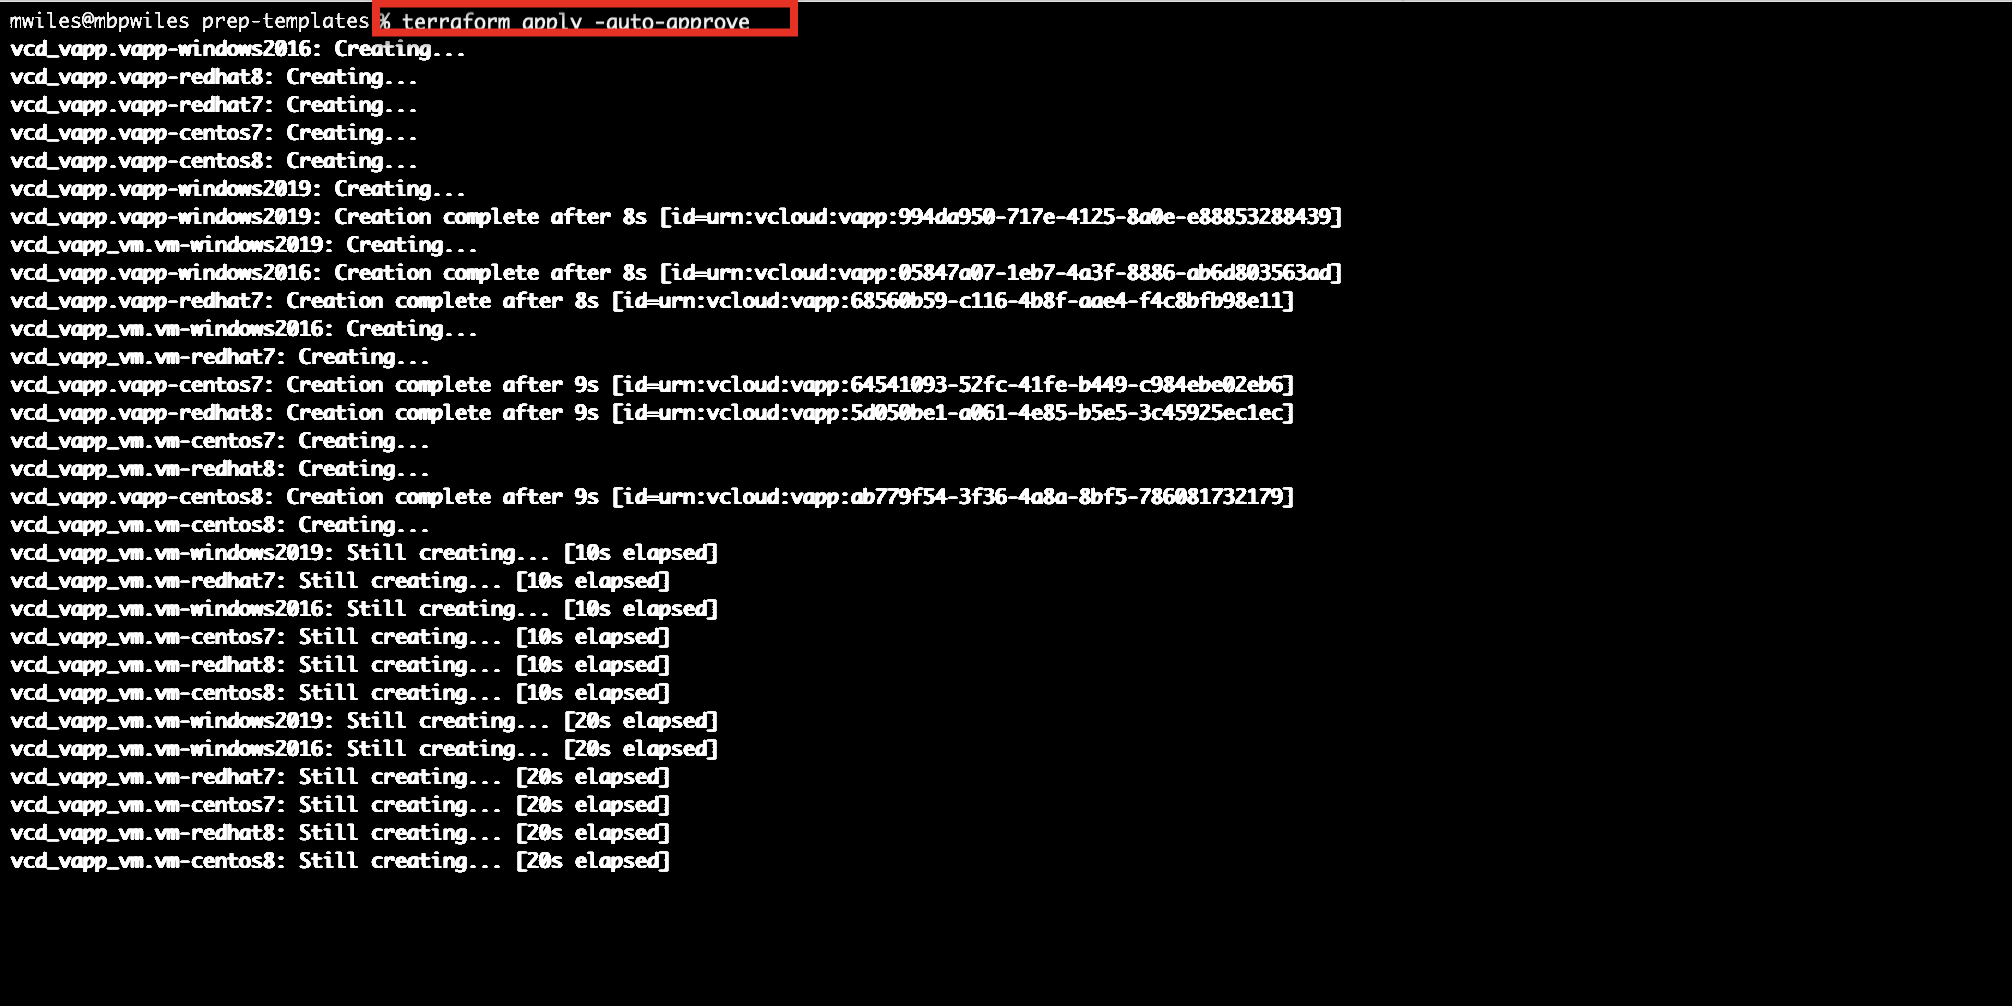 mwiles@mbpwiles prep-templates % terraform apply -auto-approve
vcd_vapp.vapp-windows2016: Creating...
vcd_vapp.vapp-redhat8: Creating...
vcd_vapp.vapp-redhat7: Creating...
vcd_vapp.vapp-centos7: Creating...
vcd_vapp.vapp-centos8: Creating...
vcd_vapp.vapp-windows2019: Creating...
vcd_vapp.vapp-windows2019: Creation complete after 8s [id=urn:vcloud:vapp:994da950-717e-4125-8a0e-e88853288439]
vcd_vapp_vm.vm-windows2019: Creating...
vcd_vapp.vapp-windows2016: Creation complete after 8s [id=urn:vcloud:vapp:05847a07-1eb7-4a3f-8886-ab6d803563ad]
vcd_vapp.vapp-redhat7: Creation complete after 8s [id=urn:vcloud:vapp:68560b59-c116-4b8f-aae4-f4c8bfb98e11]
vcd_vapp_vm.vm-windows2016: Creating...
vcd_vapp_vm.vm-redhat7: Creating...
vcd_vapp.vapp-centos7: Creation complete after 9s [id=urn:vcloud:vapp:64541093-52fc-41fe-b449-c984ebe02eb6]
vcd_vapp.vapp-redhat8: Creation complete after 9s [id=urn:vcloud:vapp:5d050be1-a061-4e85-b5e5-3c45925ec1ec]
vcd_vapp_vm.vm-centos7: Creating...
vcd_vapp_vm.vm-redhat8: Creating...
vcd_vapp.vapp-centos8: Creation complete after 9s [id=urn:vcloud:vapp:ab779f54-3f36-4a8a-8bf5-786081732179]
vcd_vapp_vm.vm-centos8: Creating...
vcd_vapp_vm.vm-windows2019: Still creating... [10s elapsed]
vcd_vapp_vm.vm-redhat7: Still creating... [10s elapsed]
vcd_vapp_vm.vm-windows2016: Still creating... [10s elapsed]
vcd_vapp_vm.vm-centos7: Still creating... [10s elapsed]
vcd_vapp_vm.vm-redhat8: Still creating... [10s elapsed]
vcd_vapp_vm.vm-centos8: Still creating... [10s elapsed]
vcd_vapp_vm.vm-windows2019: Still creating... [20s elapsed]
vcd_vapp_vm.vm-windows2016: Still creating... [20s elapsed]
vcd_vapp_vm.vm-redhat7: Still creating... [20s elapsed]
vcd_vapp_vm.vm-centos7: Still creating... [20s elapsed]
vcd_vapp_vm.vm-redhat8: Still creating... [20s elapsed]
vcd_vapp_vm.vm-centos8: Still creating... [20s elapsed]